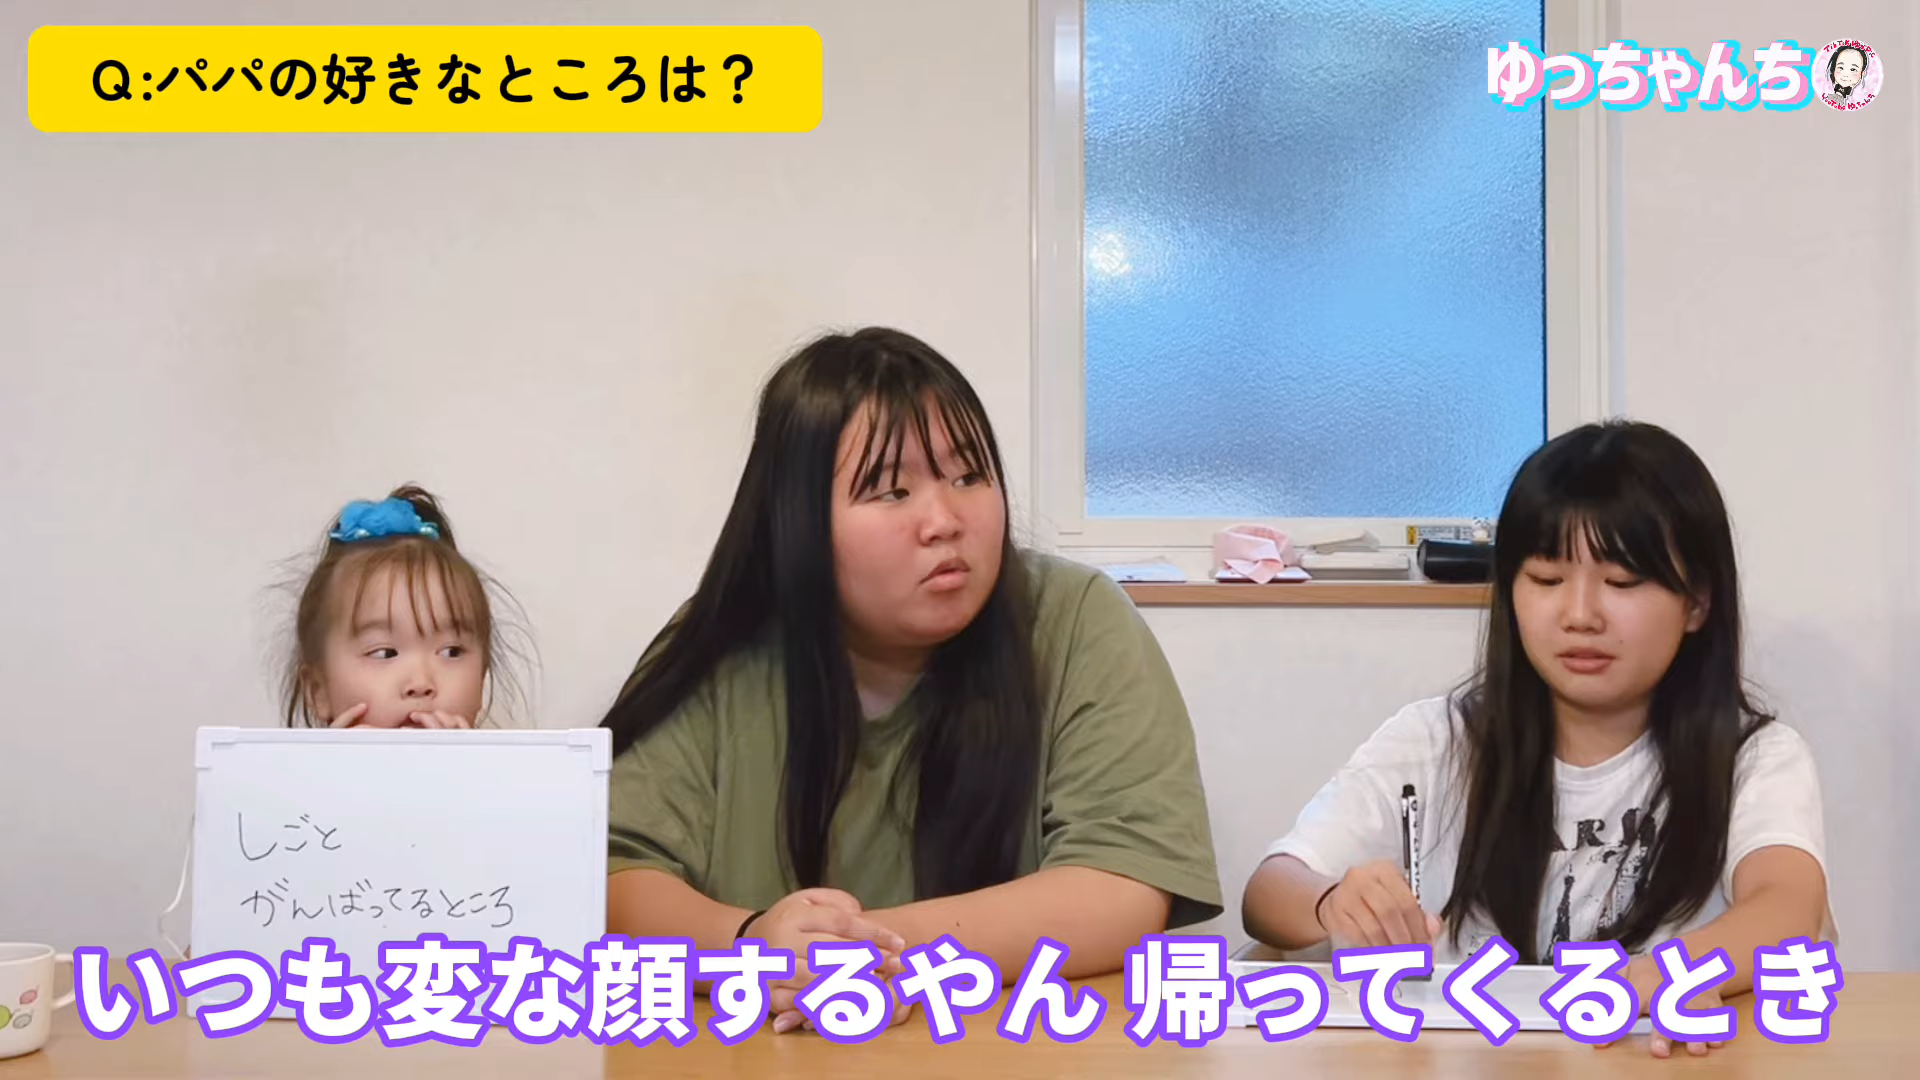 Q:パパの好きなところは？
ゆっちゃんち
しごと
がんばってるところ
いつも変な顔するやん 帰ってくるとき